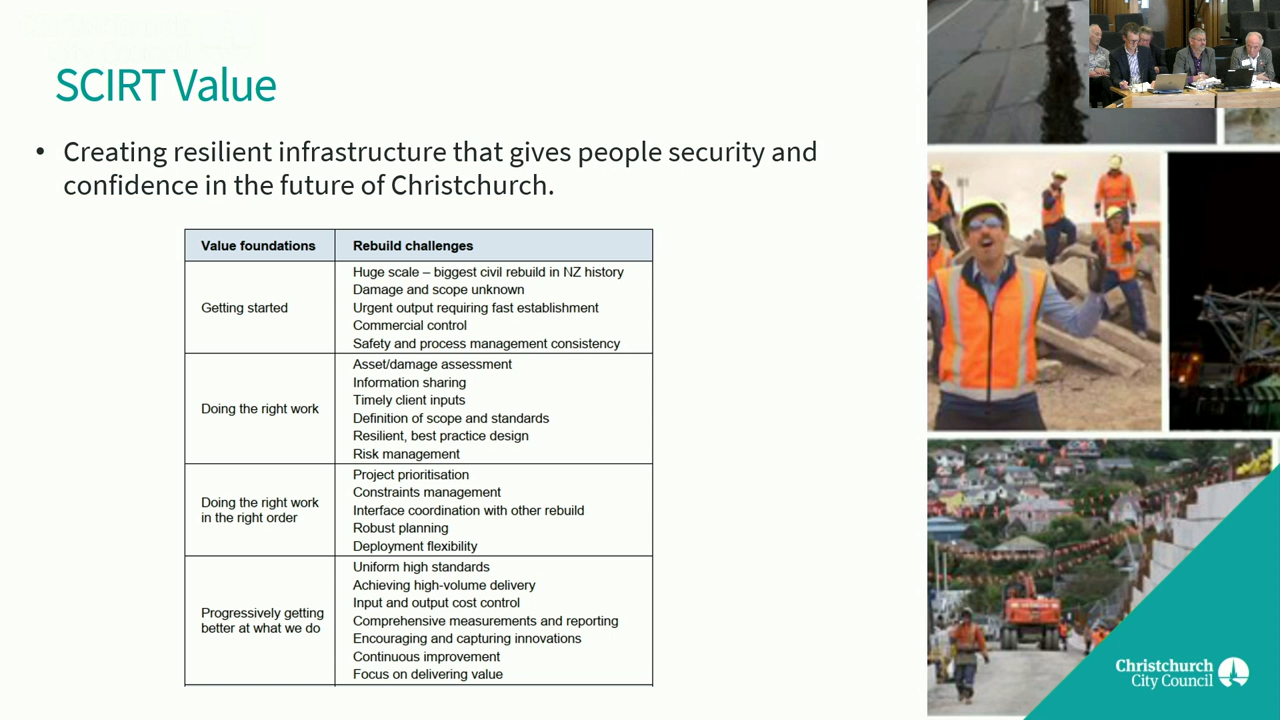 SCIRT Value
• Creating resilient infrastructure that gives people security and
confidence in the future of Christchurch.
Value foundations
Rebuild challenges
Getting started
Huge scale – biggest civil rebuild in NZ history
Damage and scope unknown
Urgent output requiring fast establishment
Commercial control
Safety and process management consistency
Doing the right work
Asset/damage assessment
Information sharing
Timely client inputs
Definition of scope and standards
Resilient, best practice design
Risk management
Doing the right work
in the right order
Project prioritisation
Constraints management
Interface coordination with other rebuild
Robust planning
Deployment flexibility
Progressively getting
better at what we do
Uniform high standards
Achieving high-volume delivery
Input and output cost control
Comprehensive measurements and reporting
Encouraging and capturing innovations
Continuous improvement
Focus on delivering value
Christchurch
City Council